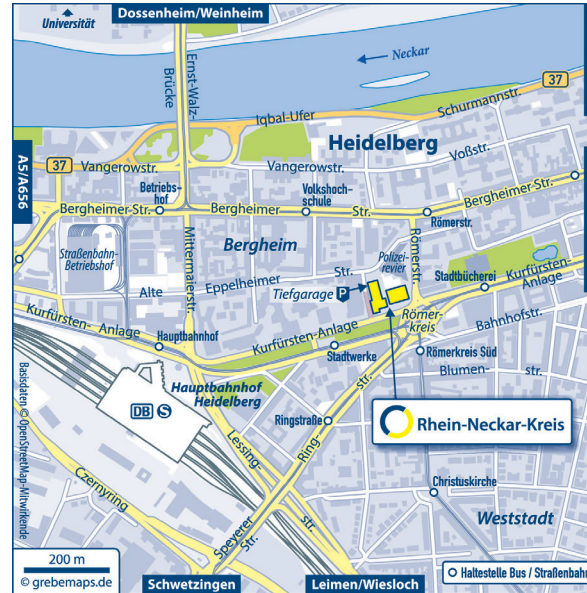 Universität
Dossenheim/Weinheim
Ernst-Walz-
Brücke
Neckar
37
Iqbal-Ufer
Schurmannstr.
Heidelberg
A5/A656
37
Vangerowstr.
Vangerowstr.
Voßstr.
Betriebs-
hof
Volkshoch-
schule
Bergheimer Str.
Bergheimer
Str.
Bergheimer Str.
Römerstr.
Straßenbahn-
Betriebshof
Mittermaierstr.
Bergheim
Polizei-
revier
Römerstr.
Alte
Eppelheimer
Str.
Tiefgarage
P
Stadtbücherei
Kurfürsten-
Anlage
Kurfürsten-
Anlage
Hauptbahnhof
Kurfürsten-Anlage
Römer-
kreis
Bahnhofstr.
Stadtwerke
Römerkreis Süd
Blumen-
str.
Hauptbahnhof
Heidelberg
DB
S
Ringstraße
Ring-
str.
Rhein-Neckar-Kreis
Lessing-
str.
Christuskirche
Czernyring
Weststadt
Speyerer
Str.
Basisdaten © OpenStreetMap-Mitwirkende
200 m
© grebemaps.de
Schwetzingen
Leimen/Wiesloch
Haltestelle Bus / Straßenbahn